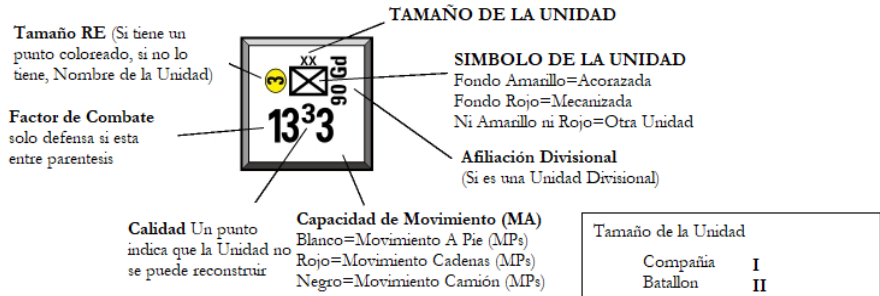 TAMAÑO DE LA UNIDAD
Tamaño RE (Si tiene un
punto coloreado, si no lo
tiene, Nombre de la Unidad)
XX
3
90 Gd
13 3 3
SIMBOLO DE LA UNIDAD
Fondo Amarillo=Acorazada
Fondo Rojo=Mecanizada
Ni Amarillo ni Rojo=Otra Unidad
Factor de Combate
solo defensa si esta
entre parentesis
Afiliación Divisional
(Si es una Unidad Divisional)
Calidad Un punto
indica que la Unidad no
se puede reconstruir
Capacidad de Movimiento (MA)
Blanco=Movimiento A Pie (MPs)
Rojo=Movimiento Cadenas (MPs)
Negro=Movimiento Camión (MPs)
Tamaño de la Unidad
Compañia I
Batallon II